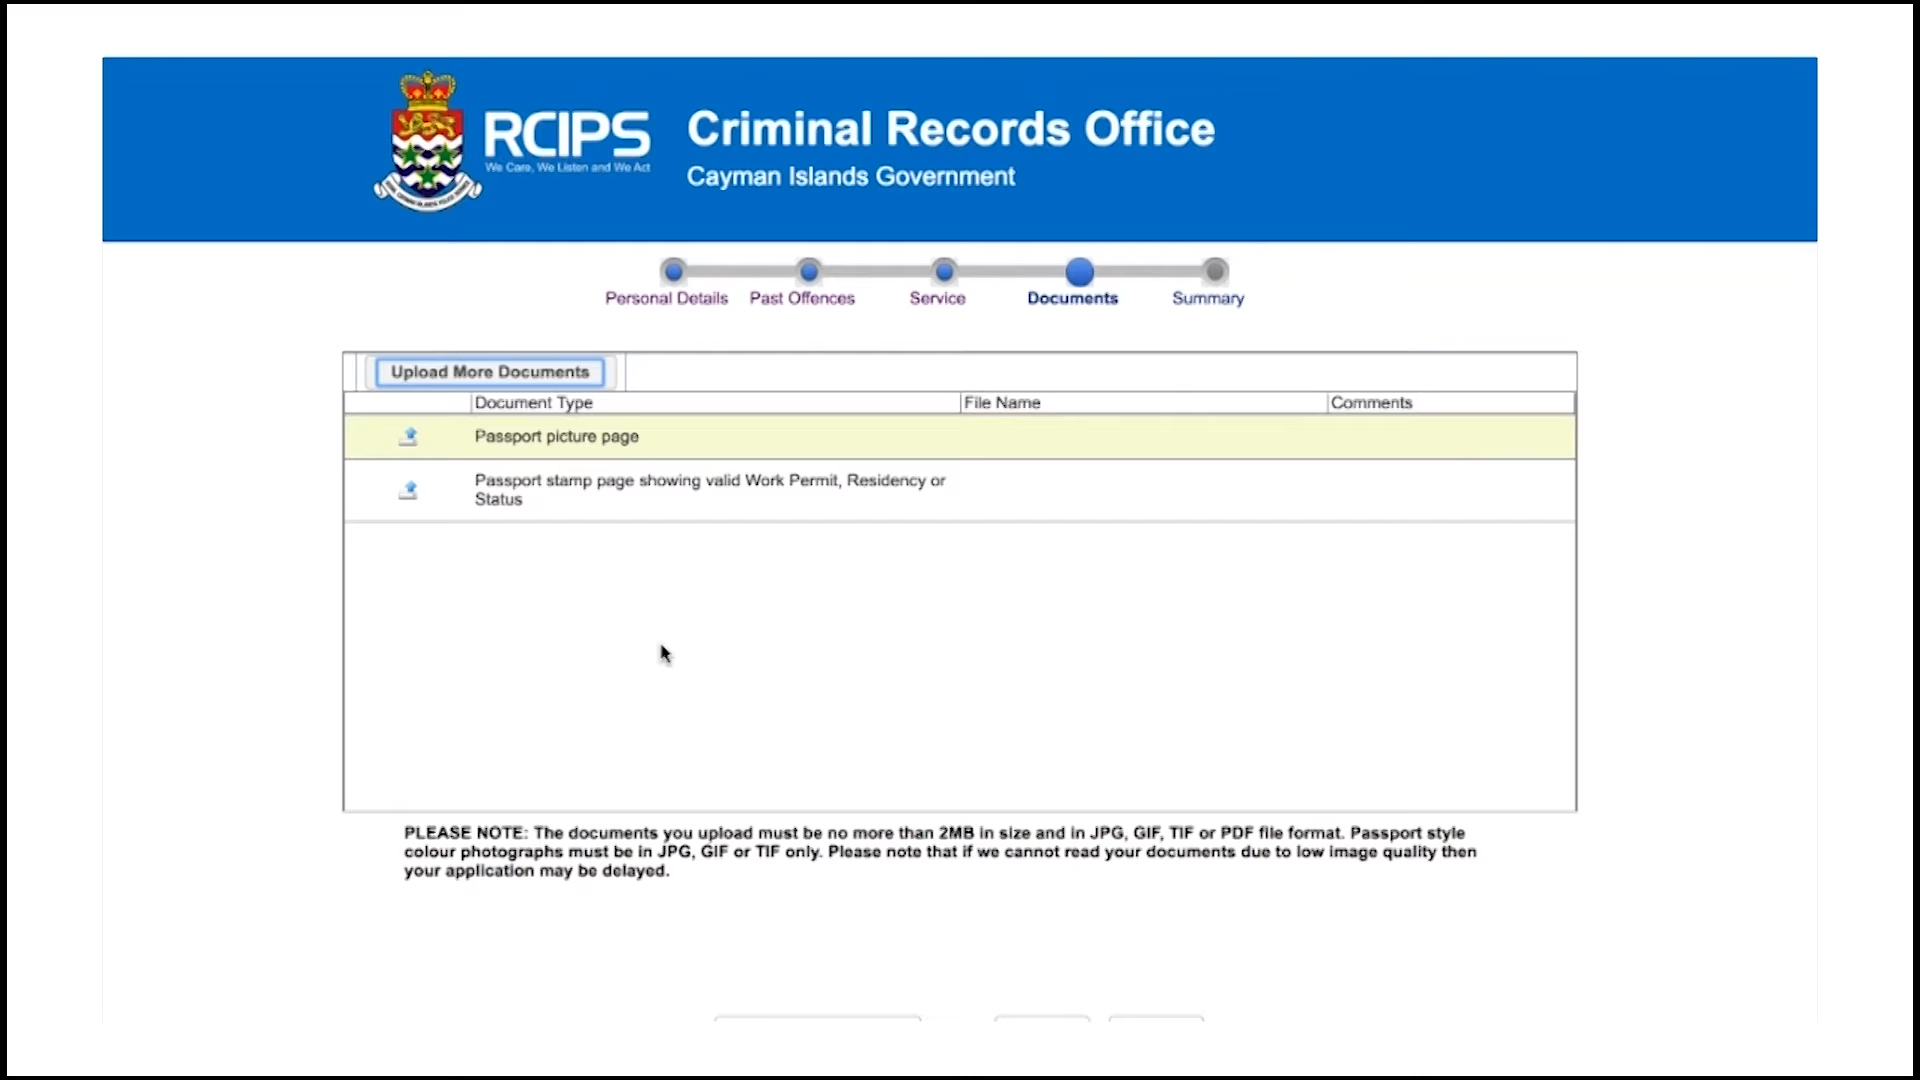 RCIPS
We Care, We Listen and We Act
Criminal Records Office
Cayman Islands Government
Personal Details
Past Offences
Service
Documents
Summary
Upload More Documents
Document Type
File Name
Comments
Passport picture page
Passport stamp page showing valid Work Permit, Residency or
Status
PLEASE NOTE: The documents you upload must be no more than 2MB in size and in JPG, GIF, TIF or PDF file format. Passport style
colour photographs must be in JPG, GIF or TIF only. Please note that if we cannot read your documents due to low image quality then
your application may be delayed.